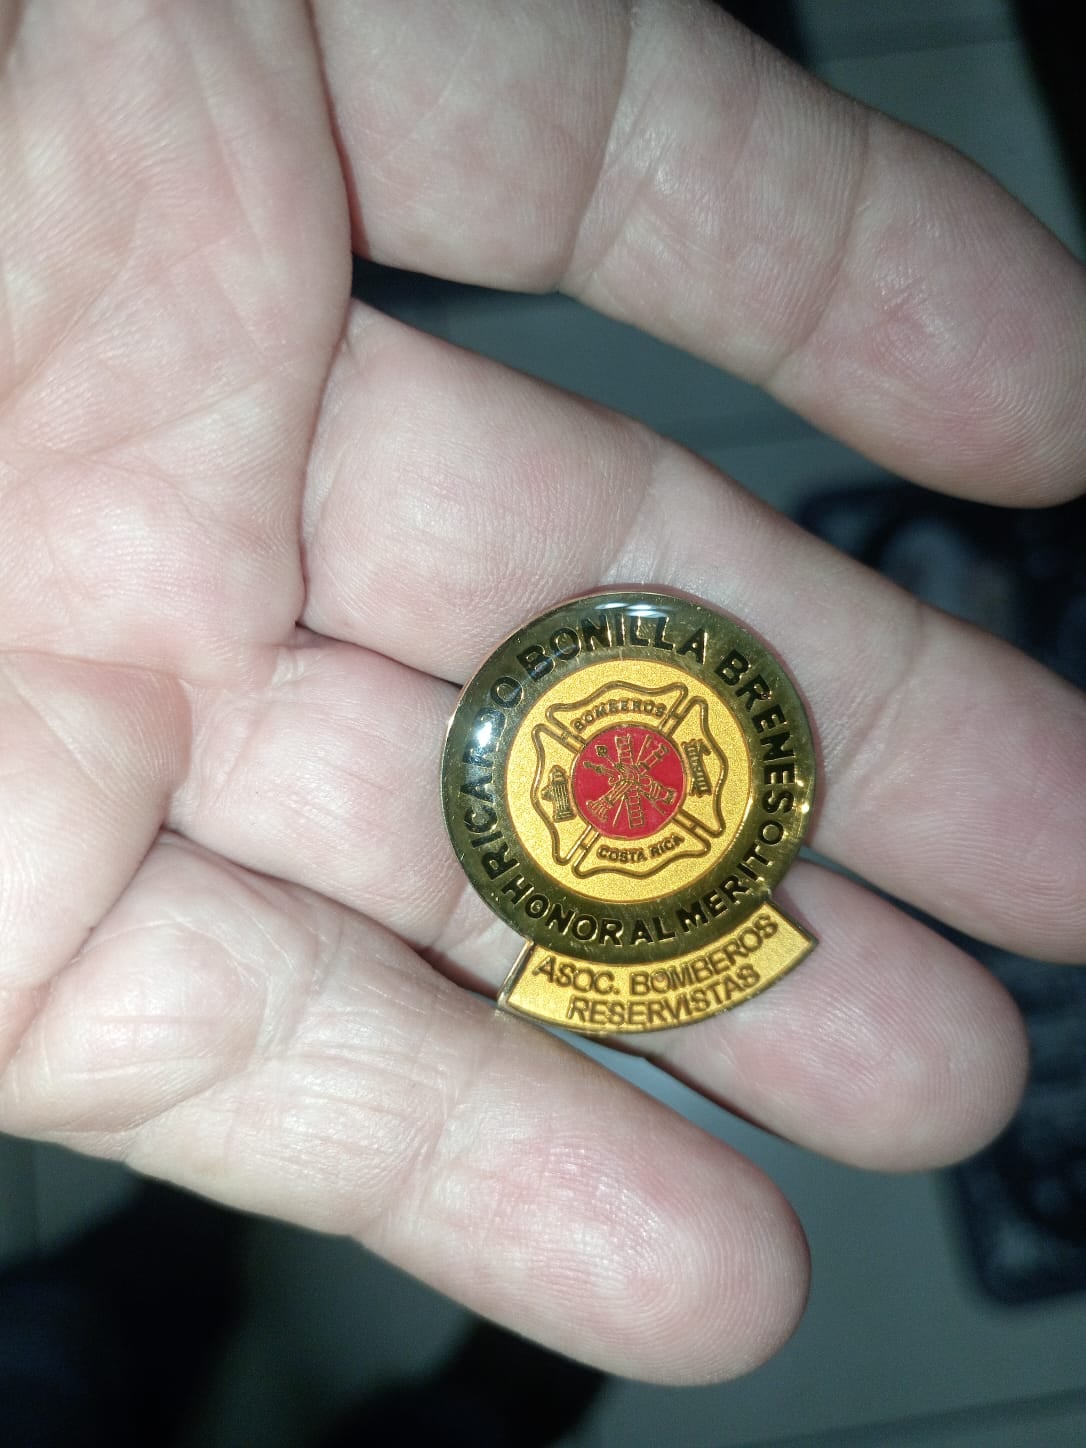 RICARDO BONILLA BRENES
HONOR AL MERITO
BOMBEROS
COSTA RICA
ASOC. BOMBEROS
RESERVISTAS